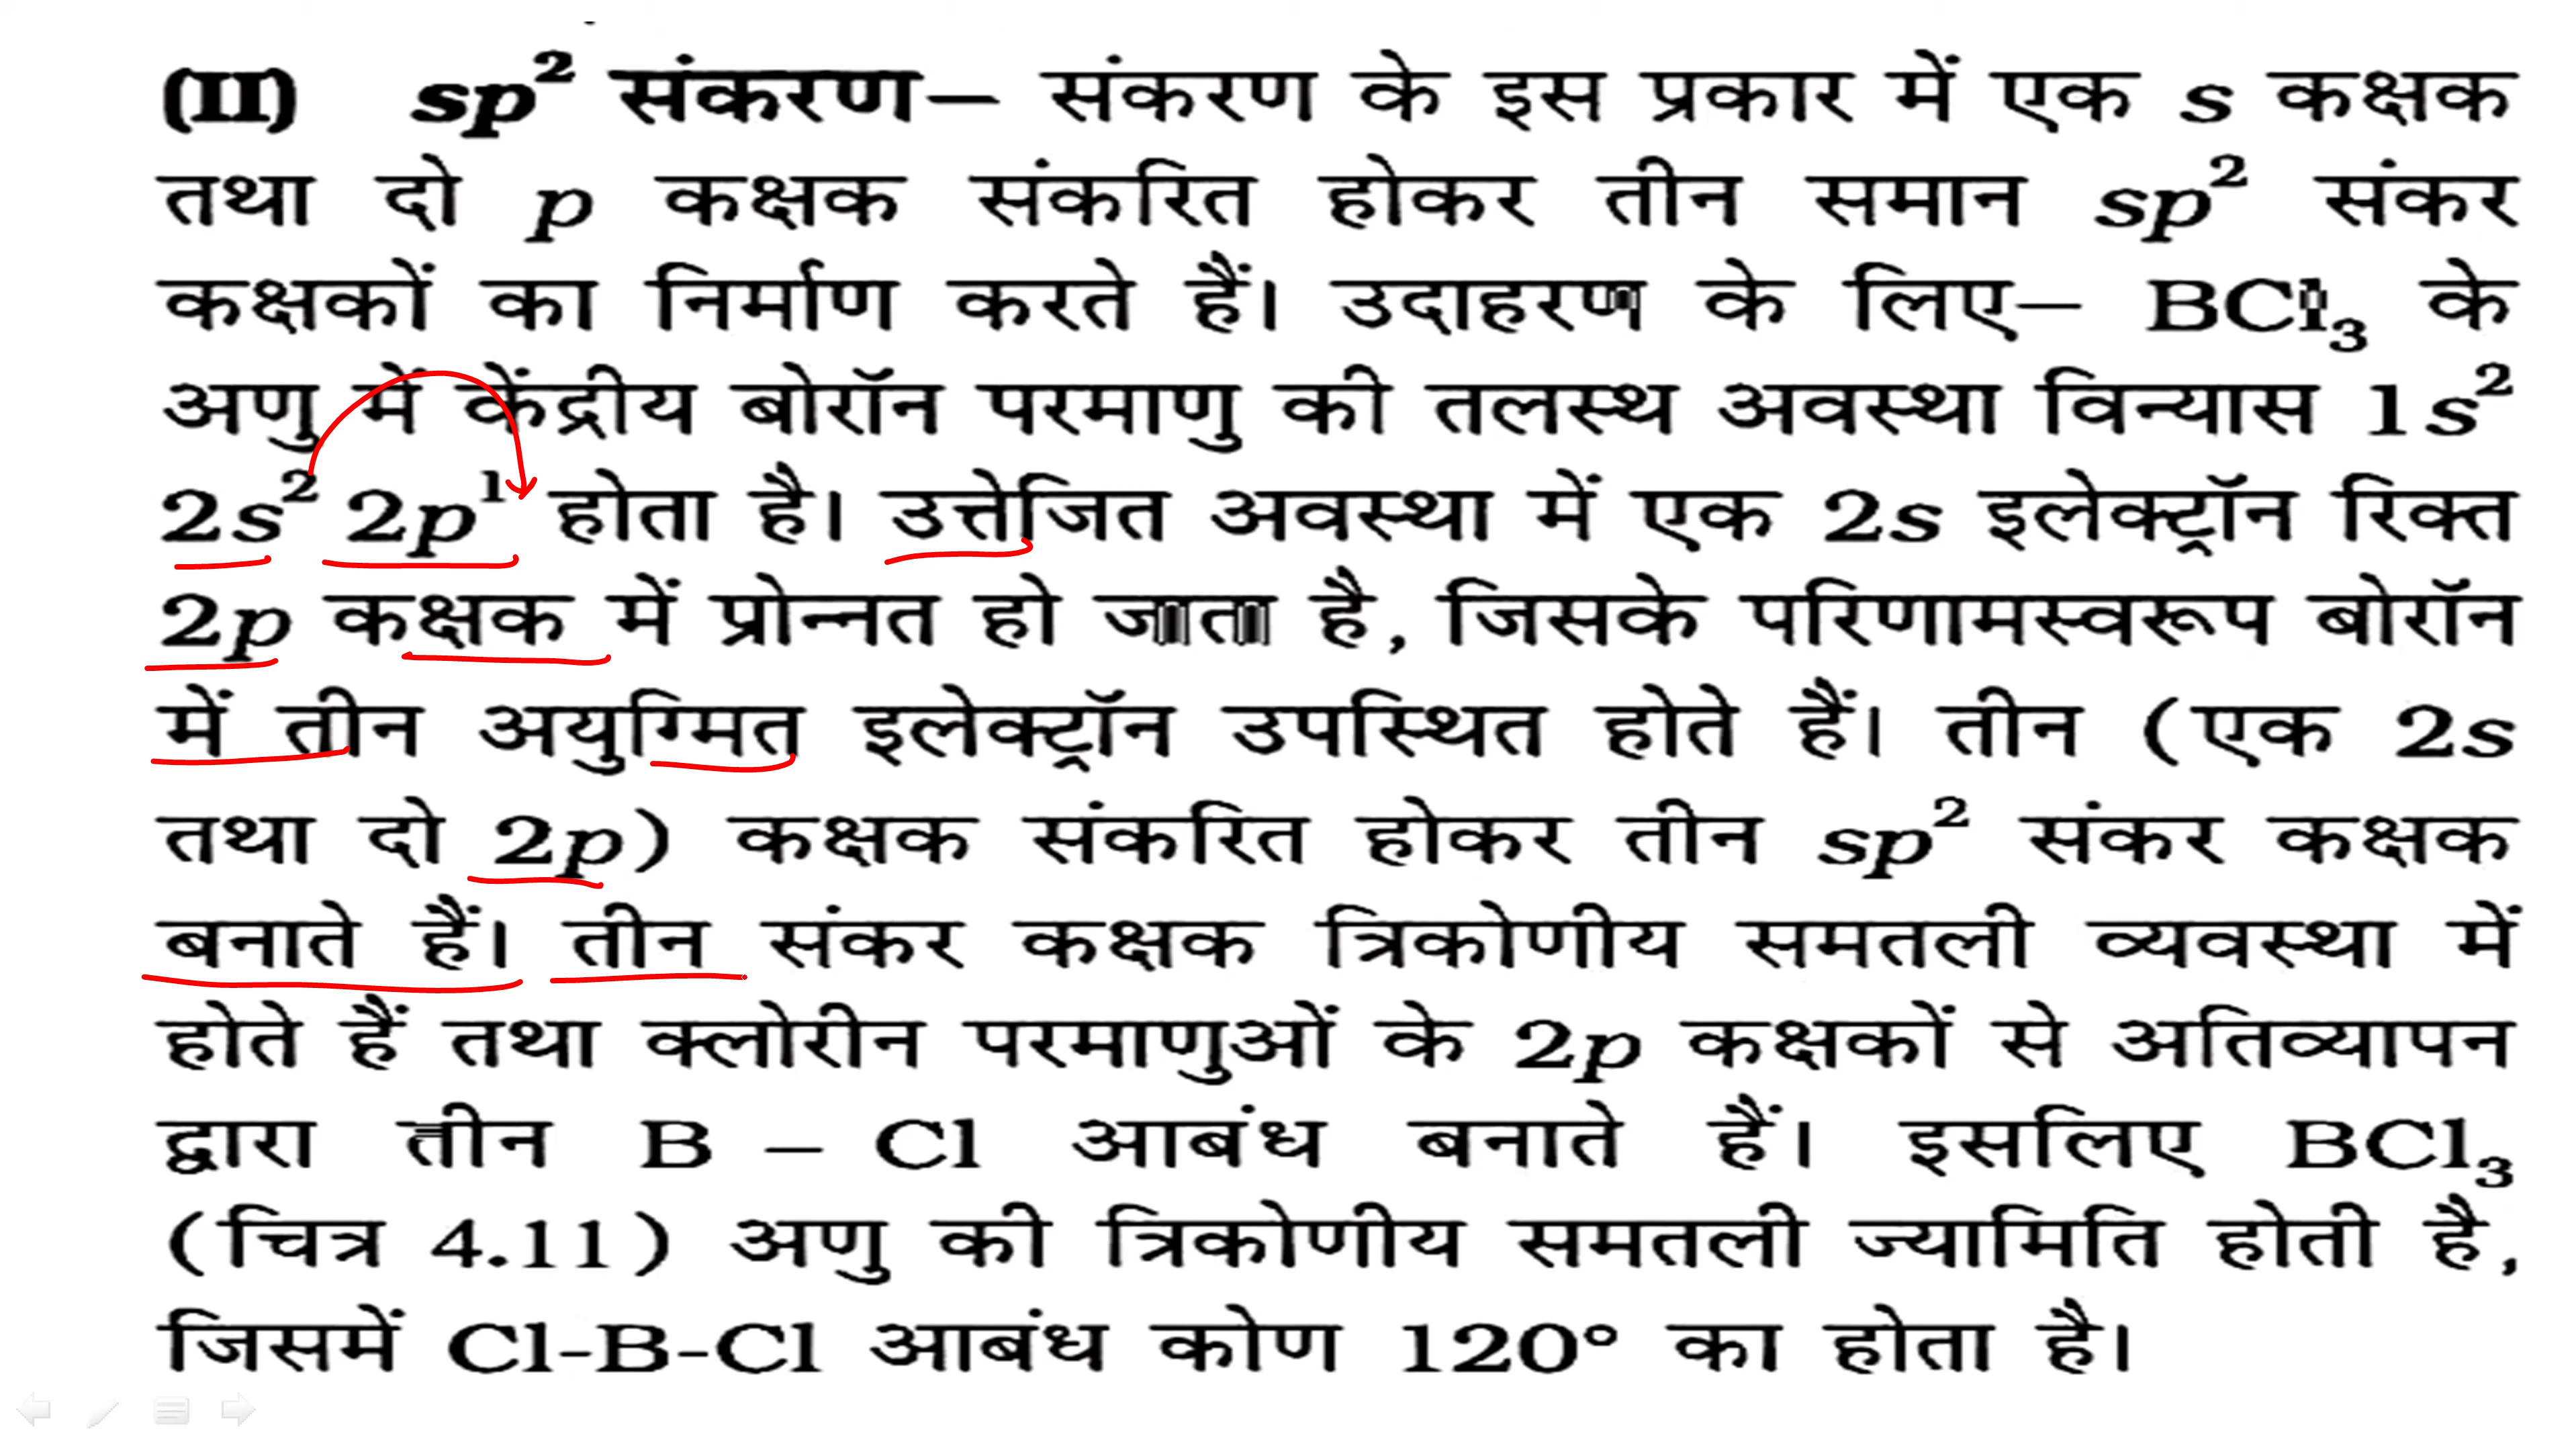 (II) sp² संकरण– संकरण के इस प्रकार में एक s कक्षक
तथा दो p कक्षक संकरित होकर तीन समान sp² संकर
कक्षकों का निर्माण करते हैं। उदाहरण के लिए– BCl₃ के
अणु में केंद्रीय बोरॉन परमाणु की तलस्थ अवस्था विन्यास 1s²
2s² 2p¹ होता है। उत्तेजित अवस्था में एक 2s इलेक्ट्रॉन रिक्त
2p कक्षक में प्रोन्नत हो जाता है, जिसके परिणामस्वरूप बोरॉन
में तीन अयुग्मित इलेक्ट्रॉन उपस्थित होते हैं। तीन (एक 2s
तथा दो 2p) कक्षक संकरित होकर तीन sp² संकर कक्षक
बनाते हैं। तीन संकर कक्षक त्रिकोणीय समतली व्यवस्था में
होते हैं तथा क्लोरीन परमाणुओं के 2p कक्षकों से अतिव्यापन
द्वारा तीन B – Cl आबंध बनाते हैं। इसलिए BCl₃
(चित्र 4.11) अणु की त्रिकोणीय समतली ज्यामिति होती है,
जिसमें Cl-B-Cl आबंध कोण 120° का होता है।